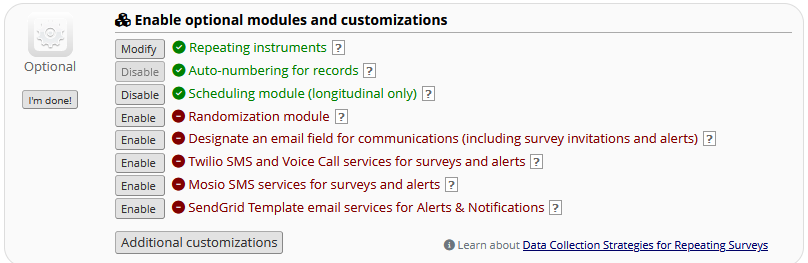 Enable optional modules and customizations
Optional
I'm done!
Modify Repeating instruments ?
Disable Auto-numbering for records ?
Disable Scheduling module (longitudinal only) ?
Enable Randomization module ?
Enable Designate an email field for communications (including survey invitations and alerts) ?
Enable Twilio SMS and Voice Call services for surveys and alerts ?
Enable Mosio SMS services for surveys and alerts ?
Enable SendGrid Template email services for Alerts & Notifications ?
Additional customizations
Learn about Data Collection Strategies for Repeating Surveys